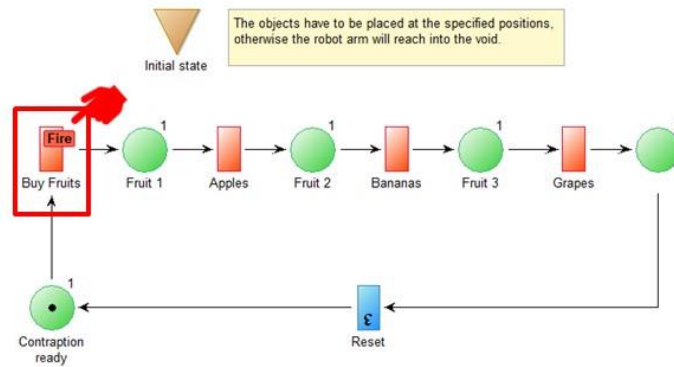 The objects have to be placed at the specified positions,
otherwise the robot arm will reach into the void.
Initial state
Fire
1
1
1
Buy Fruits
Fruit 1
Apples
Fruit 2
Bananas
Fruit 3
Grapes
1
ε
Contraption
ready
Reset